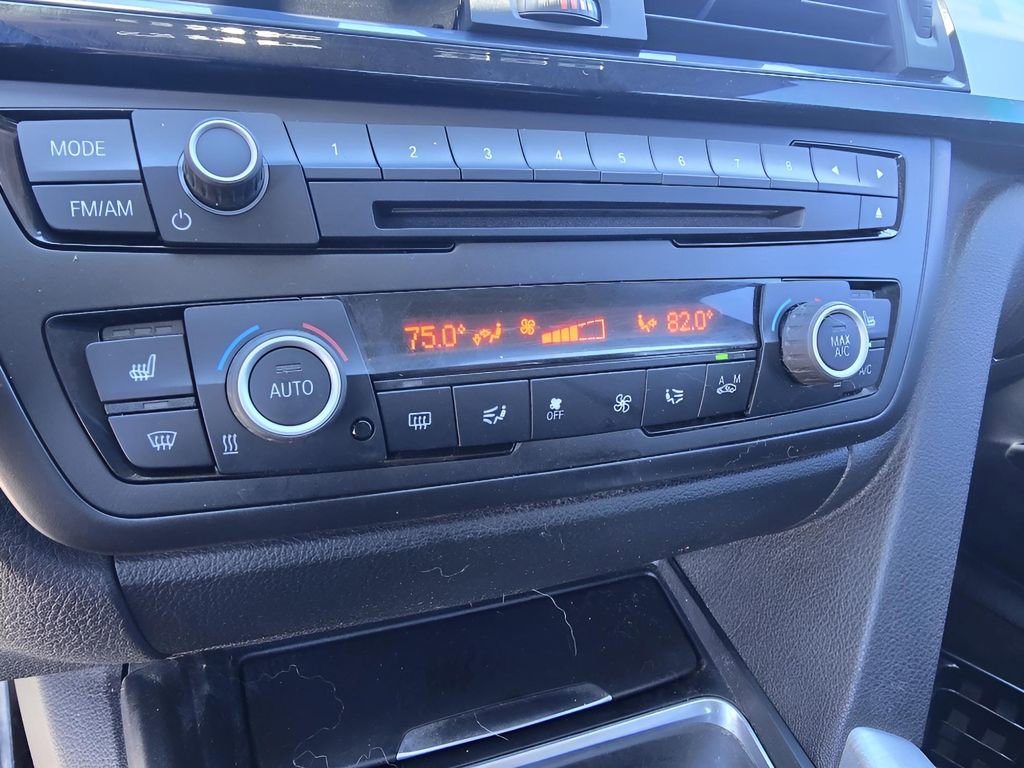 MODE
1 2 3 4 5 6 7 8
FM/AM
75.0° 82.0°
AUTO
MAX
A/C
OFF
A M
A/C